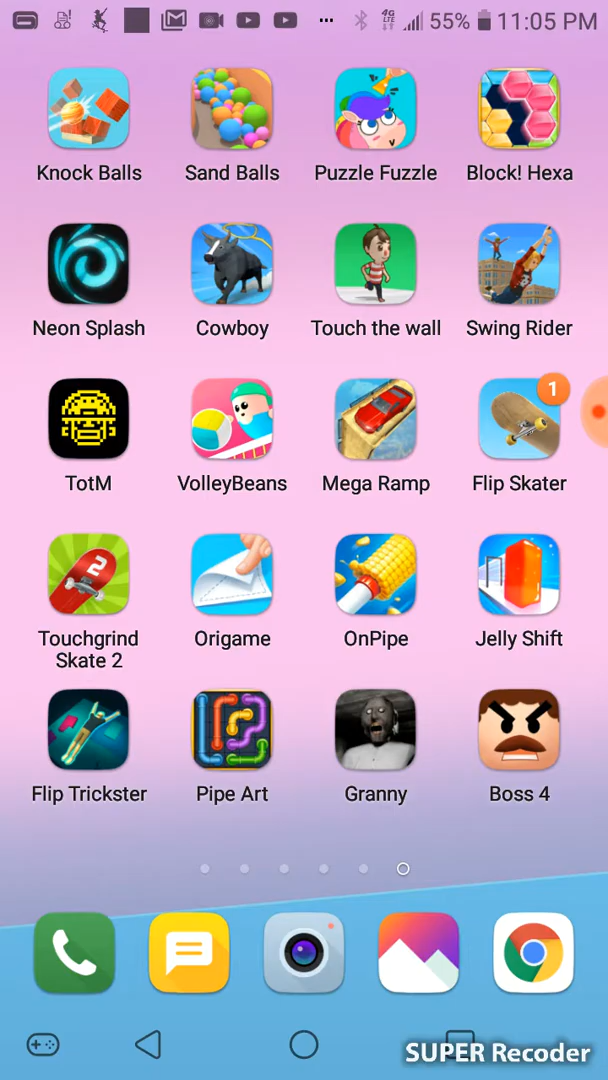 4G LTE 55% 11:05 PM
Knock Balls Sand Balls Puzzle Fuzzle Block! Hexa
Neon Splash Cowboy Touch the wall Swing Rider
1
TotM VolleyBeans Mega Ramp Flip Skater
2
Touchgrind Skate 2 Origame OnPipe Jelly Shift
Flip Trickster Pipe Art Granny Boss 4
SUPER Recoder